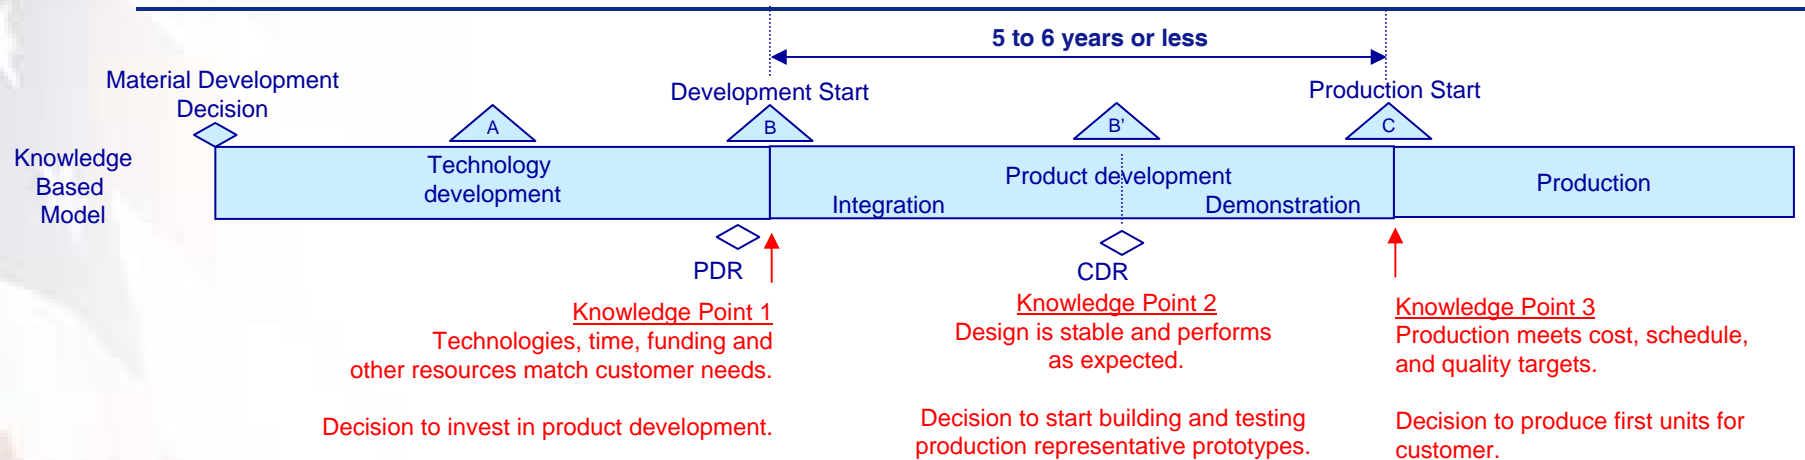 5 to 6 years or less
Material Development
Decision
Development Start
Production Start
A
B
B'
C
Knowledge
Based
Model
Technology
development
Product development
Integration
Demonstration
Production
PDR
CDR
Knowledge Point 1
Technologies, time, funding and
other resources match customer needs.
Decision to invest in product development.
Knowledge Point 2
Design is stable and performs
as expected.
Decision to start building and testing
production representative prototypes.
Knowledge Point 3
Production meets cost, schedule,
and quality targets.
Decision to produce first units for
customer.